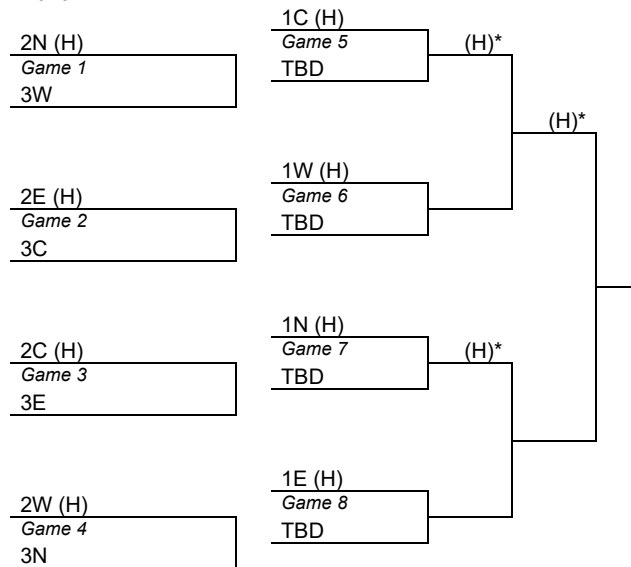 2N (H)
Game 1
3W
2E (H)
Game 2
3C
2C (H)
Game 3
3E
2W (H)
Game 4
3N
1C (H)
Game 5
TBD
1W (H)
Game 6
TBD
1N (H)
Game 7
TBD
1E (H)
Game 8
TBD
(H)*
(H)*
(H)*